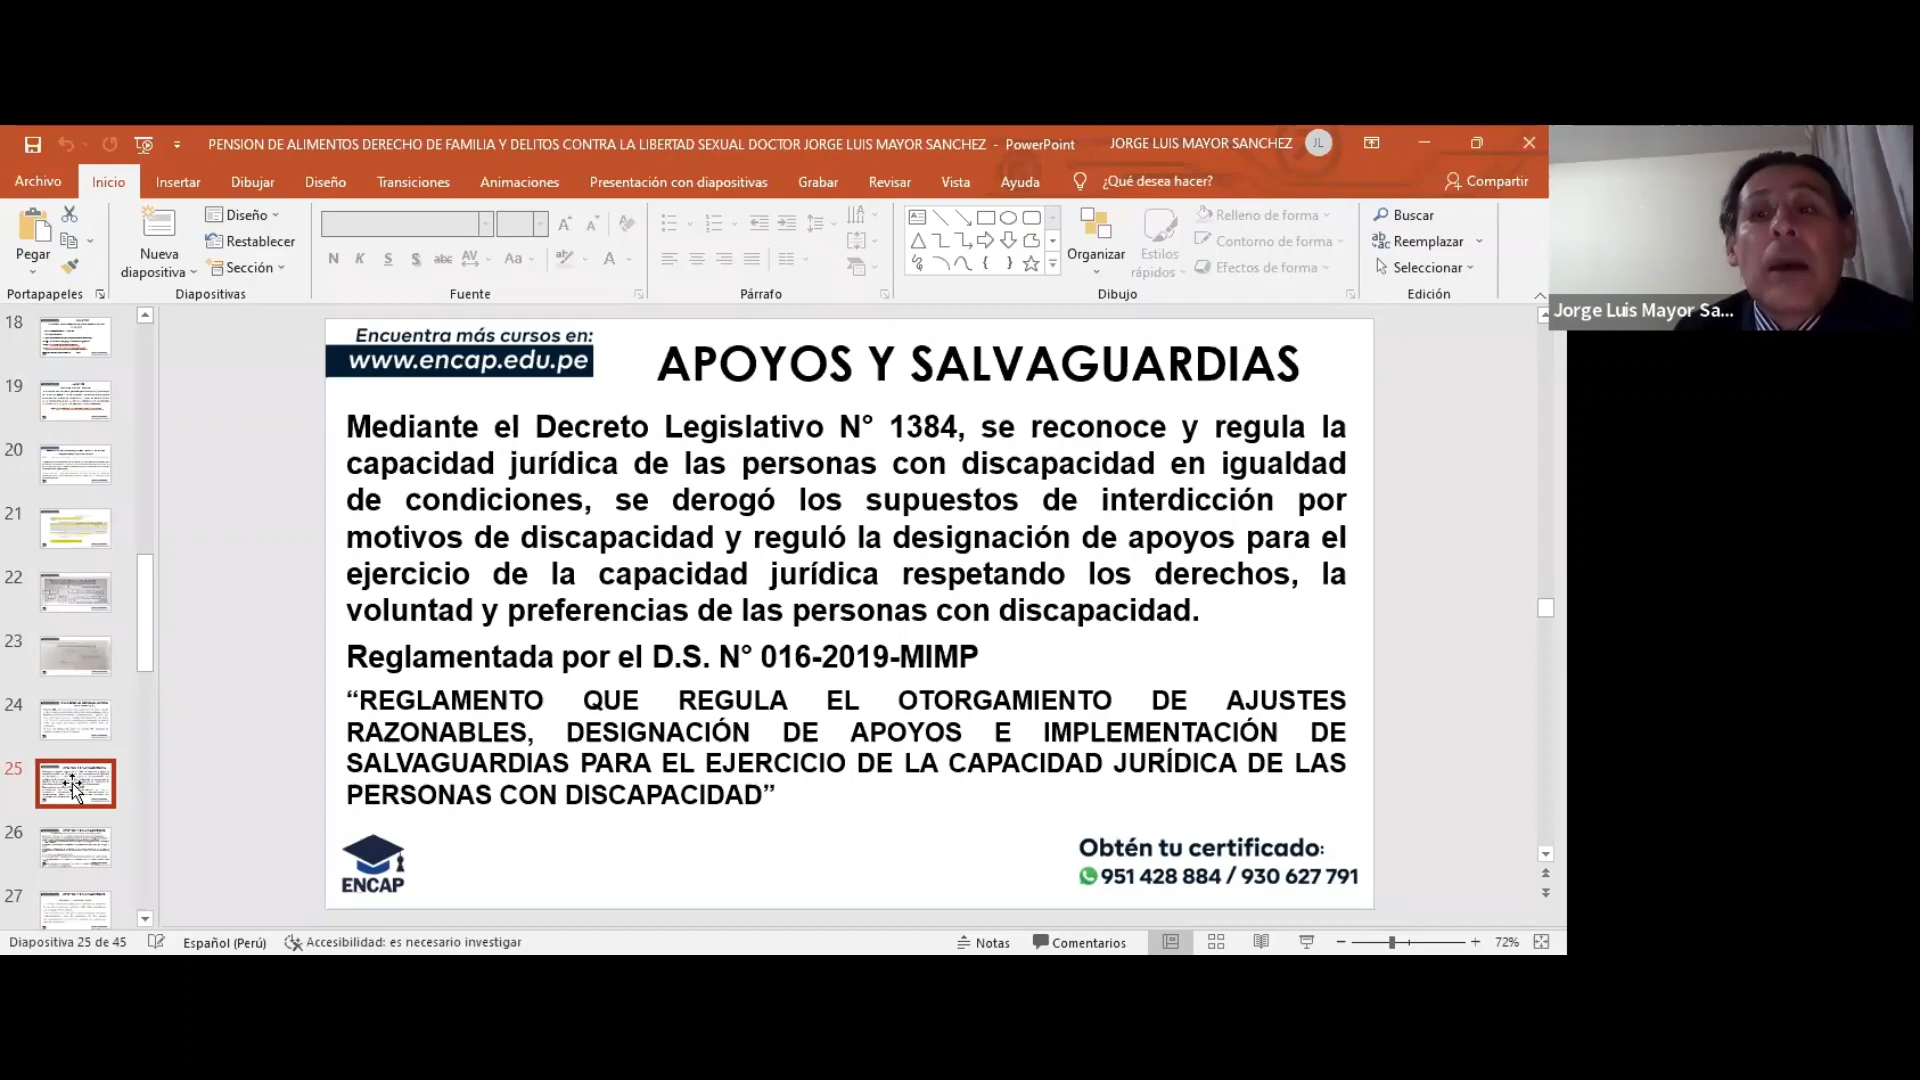 PENSION DE ALIMENTOS DERECHO DE FAMILIA Y DELITOS CONTRA LA LIBERTAD SEXUAL DOCTOR JORGE LUIS MAYOR SANCHEZ - PowerPoint
JORGE LUIS MAYOR SANCHEZ
JL
Archivo
Inicio
Insertar
Dibujar
Diseño
Transiciones
Animaciones
Presentación con diapositivas
Grabar
Revisar
Vista
Ayuda
¿Qué desea hacer?
Compartir
Pegar
Portapapeles
Nueva
diapositiva
Diseño
Restablecer
Sección
Diapositivas
N K S S abc AV Aa A
Fuente
Párrafo
Organizar
Estilos
rápidos
Relleno de forma
Contorno de forma
Efectos de forma
Dibujo
Buscar
Reemplazar
Seleccionar
Edición
Jorge Luis Mayor Sa...
18
19
20
21
22
23
24
25
26
27
Encuentra más cursos en:
www.encap.edu.pe
APOYOS Y SALVAGUARDIAS
Mediante el Decreto Legislativo N° 1384, se reconoce y regula la
capacidad jurídica de las personas con discapacidad en igualdad
de condiciones, se derogó los supuestos de interdicción por
motivos de discapacidad y reguló la designación de apoyos para el
ejercicio de la capacidad jurídica respetando los derechos, la
voluntad y preferencias de las personas con discapacidad.
Reglamentada por el D.S. N° 016-2019-MIMP
“REGLAMENTO QUE REGULA EL OTORGAMIENTO DE AJUSTES
RAZONABLES, DESIGNACIÓN DE APOYOS E IMPLEMENTACIÓN DE
SALVAGUARDIAS PARA EL EJERCICIO DE LA CAPACIDAD JURÍDICA DE LAS
PERSONAS CON DISCAPACIDAD”
ENCAP
Obtén tu certificado:
951 428 884 / 930 627 791
Diapositiva 25 de 45
Español (Perú)
Accesibilidad: es necesario investigar
Notas
Comentarios
72%